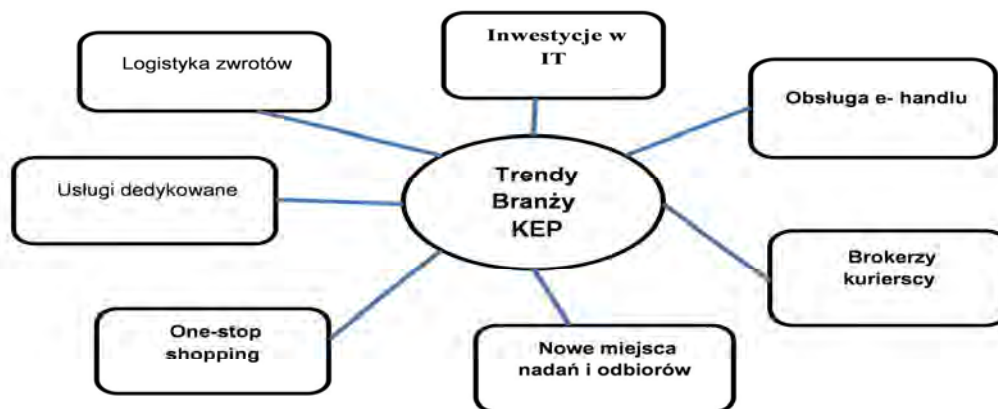 Inwestycje w
IT
Logistyka zwrotów
Obsługa e- handlu
Trendy
Branży
KEP
Usługi dedykowane
Brokerzy
kurierscy
One-stop
shopping
Nowe miejsca
nadań i odbiorów